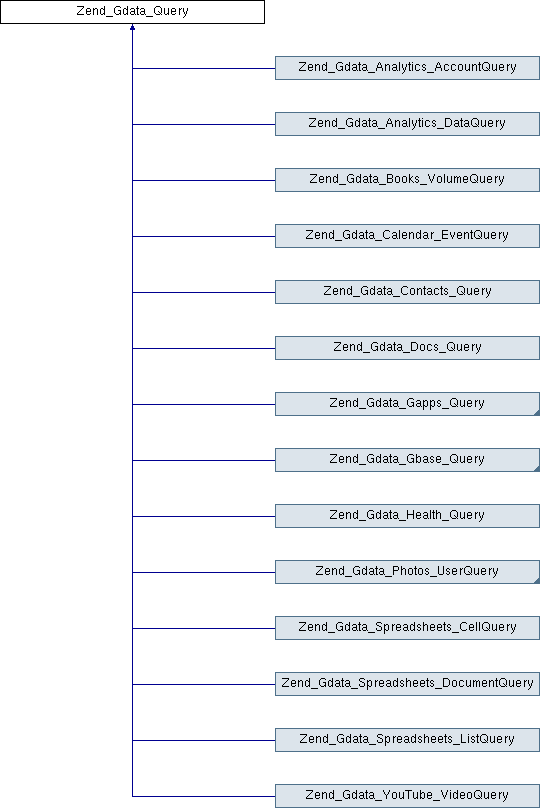 Zend_Gdata_Query
Zend_Gdata_Analytics_AccountQuery
Zend_Gdata_Analytics_DataQuery
Zend_Gdata_Books_VolumeQuery
Zend_Gdata_Calendar_EventQuery
Zend_Gdata_Contacts_Query
Zend_Gdata_Docs_Query
Zend_Gdata_Gapps_Query
Zend_Gdata_Gbase_Query
Zend_Gdata_Health_Query
Zend_Gdata_Photos_UserQuery
Zend_Gdata_Spreadsheets_CellQuery
Zend_Gdata_Spreadsheets_DocumentQuery
Zend_Gdata_Spreadsheets_ListQuery
Zend_Gdata_YouTube_VideoQuery